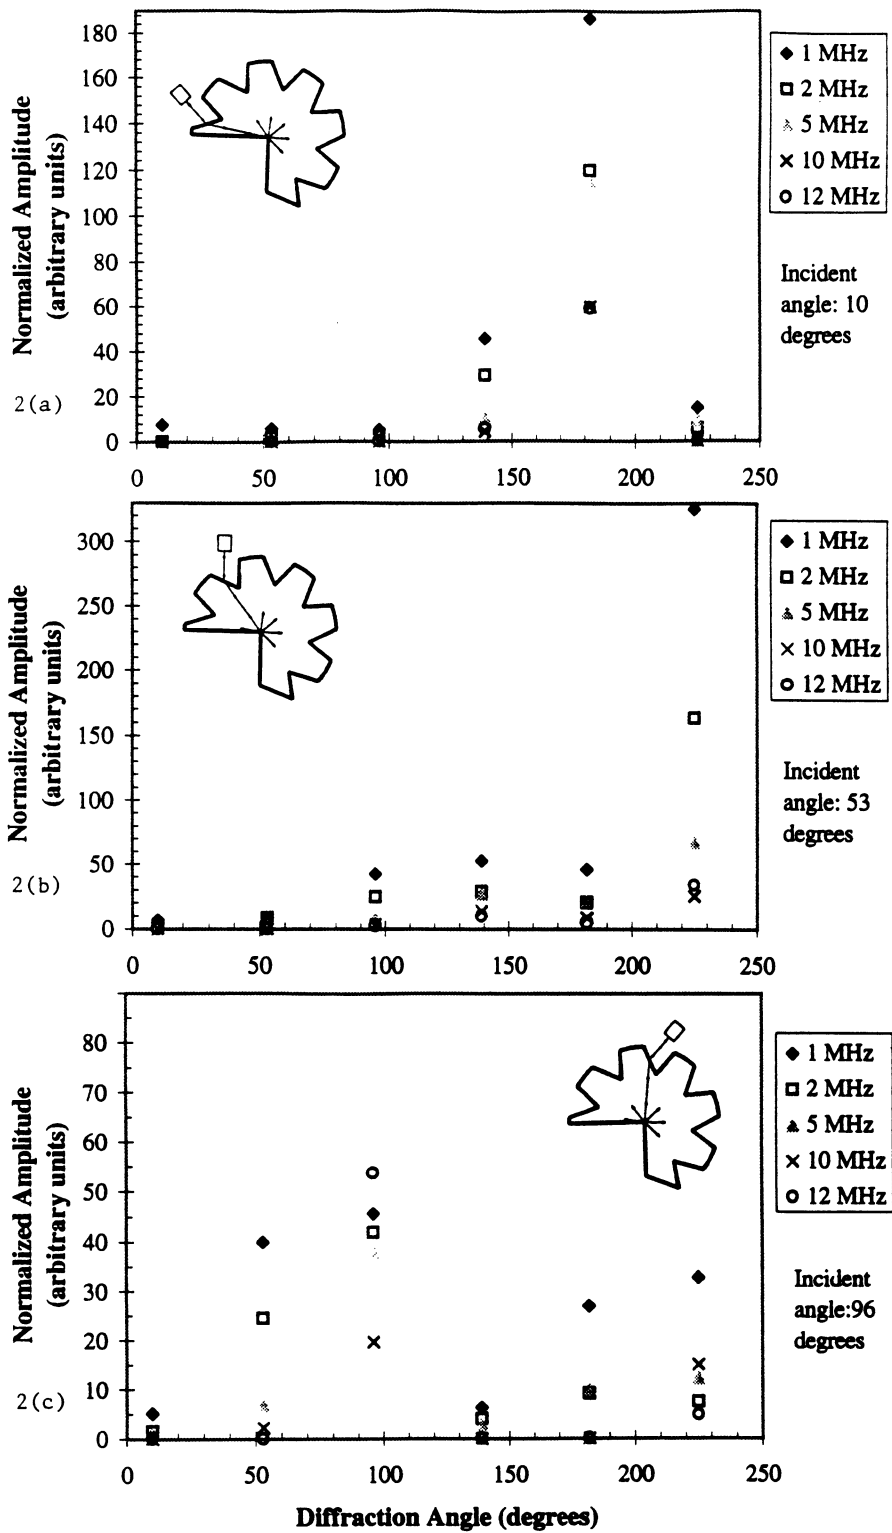 180
160
140
120
100
80
60
40
20
0
Normalized Amplitude
(arbitrary units)
2(a)
0 50 100 150 200 250
1 MHz
2 MHz
5 MHz
10 MHz
12 MHz
Incident
angle: 10
degrees
300
250
200
150
100
50
0
Normalized Amplitude
(arbitrary units)
2(b)
0 50 100 150 200 250
1 MHz
2 MHz
5 MHz
10 MHz
12 MHz
Incident
angle: 53
degrees
80
70
60
50
40
30
20
10
0
Normalized Amplitude
(arbitrary units)
2(c)
0 50 100 150 200 250
1 MHz
2 MHz
5 MHz
10 MHz
12 MHz
Incident
angle:96
degrees
Diffraction Angle (degrees)